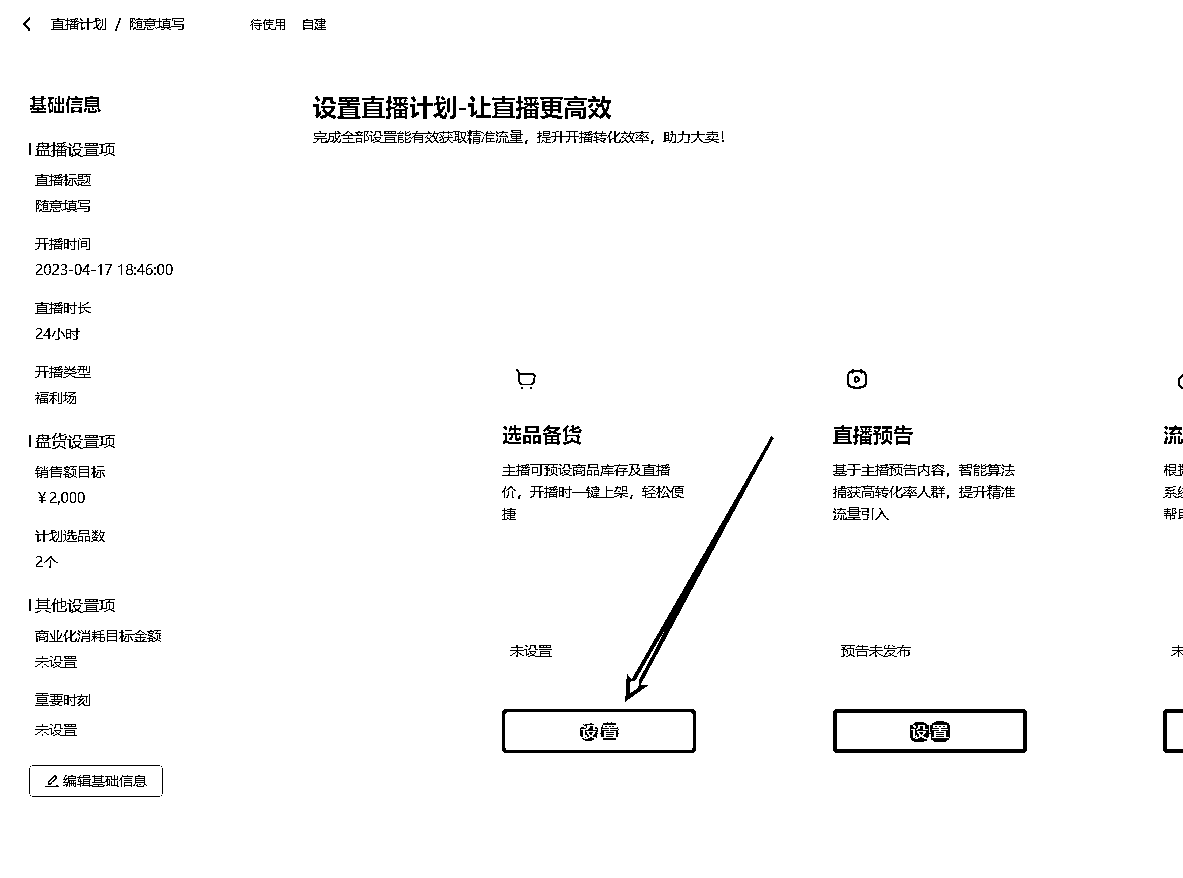 直播计划 / 随意填写 待使用 自建
基础信息
盘播设置项
直播标题
随意填写
开播时间
2023-04-17 18:46:00
直播时长
24小时
开播类型
福利场
盘货设置项
销售额目标
¥2,000
计划选品数
2个
其他设置项
商业化消耗目标金额
未设置
重要时刻
未设置
编辑基础信息
设置直播计划-让直播更高效
完成全部设置能有效获取精准流量，提升开播转化效率，助力大卖！
选品备货
主播可预设商品库存及直播
价，开播时一键上架，轻松便
捷
未设置
设置
直播预告
基于主播预告内容，智能算法
捕获高转化率人群，提升精准
流量引入
预告未发布
设置
流
根据
系统
帮助
未